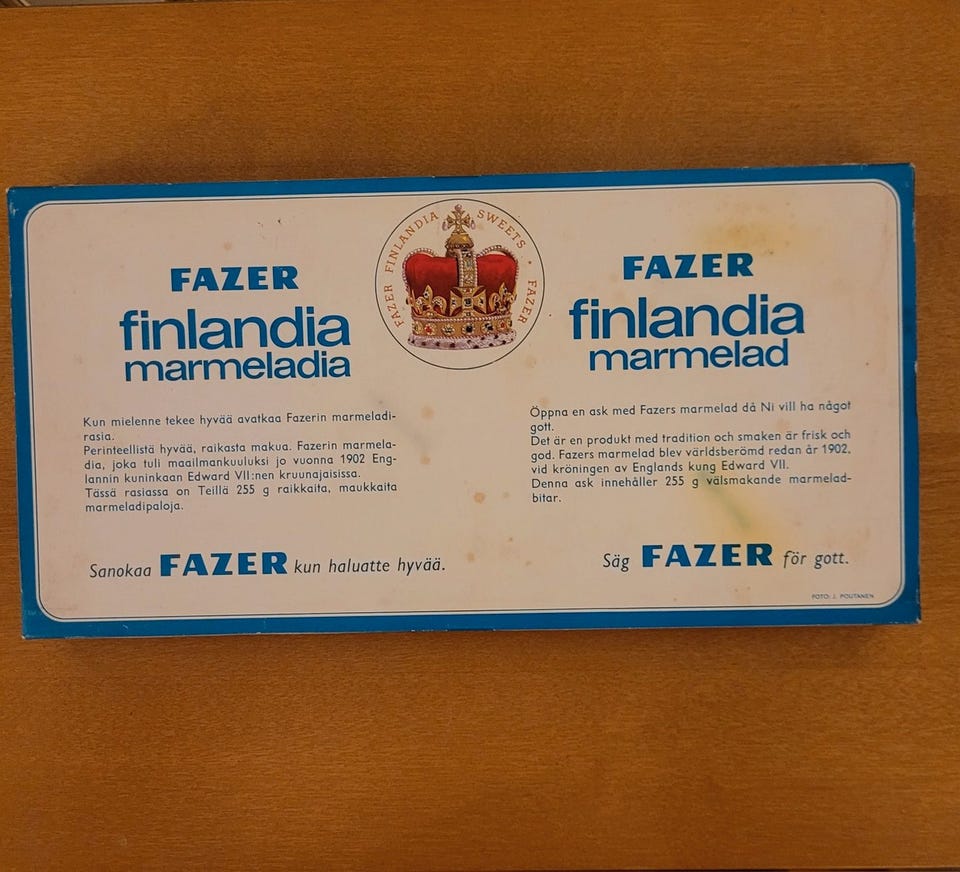 FAZER FINLANDIA SWEETS · FAZER
FAZER
finlandia
marmeladia
Kun mielenne tekee hyvää avatkaa Fazerin marmeladi-
rasia.
Perinteellistä hyvää, raikasta makua. Fazerin marmela-
dia, joka tuli maailmankuuluksi jo vuonna 1902 Eng-
lannin kuninkaan Edward VII:nen kruunajaisissa.
Tässä rasiassa on Teillä 255 g raikkaita, maukkaita
marmeladipaloja.
Sanokaa FAZER kun haluatte hyvää.
FAZER
finlandia
marmelad
Öppna en ask med Fazers marmelad då Ni vill ha något
gott.
Det är en produkt med tradition och smaken är frisk och
god. Fazers marmelad blev världsberömd redan år 1902,
vid kröningen av Englands kung Edward VII.
Denna ask innehåller 255 g välsmakande marmelad-
bitar.
Säg FAZER för gott.
FOTO: J. POUTANEN